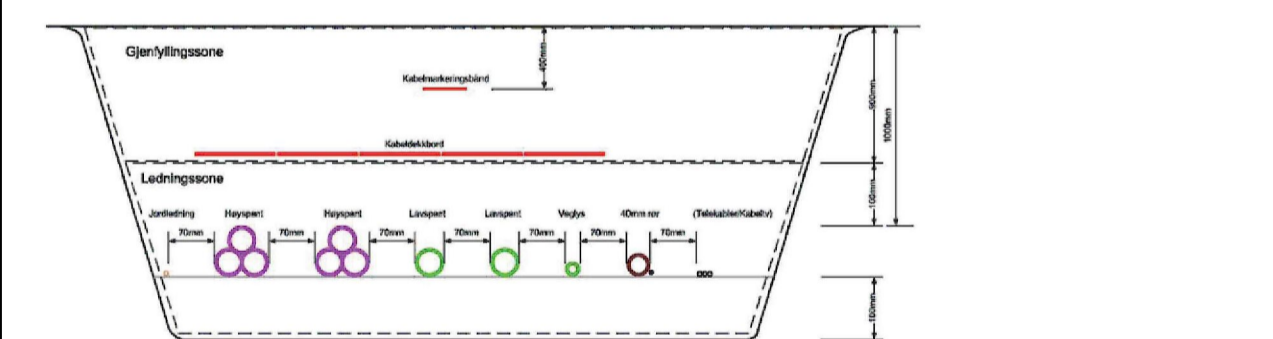 Gjenfyllingssone
400mm
Kabelmarkeringsbånd
900mm
1000mm
Kabeldekkbord
Ledningssone
100mm
Jordledning Høyspent Høyspent Lavspent Lavspent Veglys 40mm rør (Telekabler/Kabeltv)
70mm 70mm 70mm 70mm 70mm 70mm 70mm
100mm